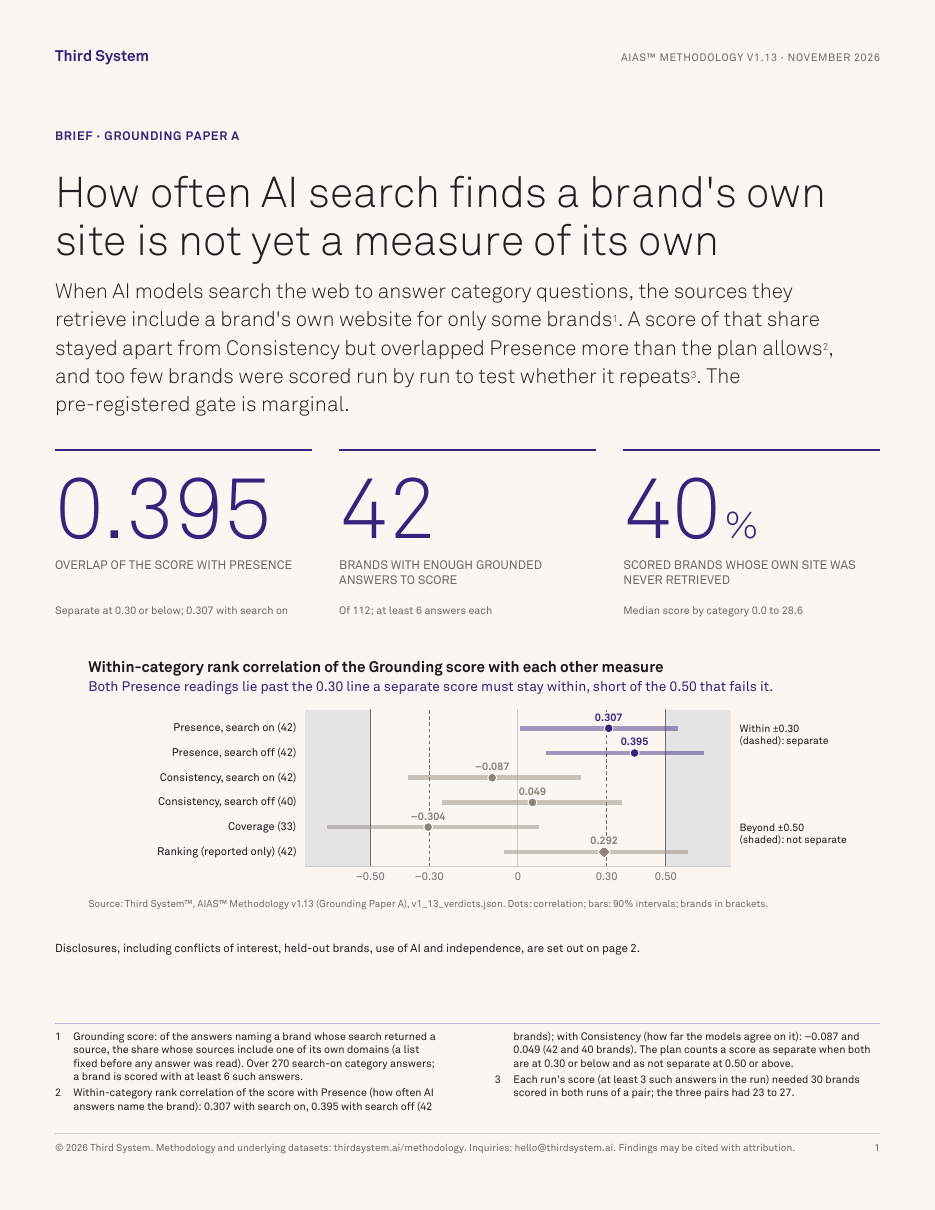 Third System
AIAS™ METHODOLOGY V1.13 · NOVEMBER 2026
BRIEF · GROUNDING PAPER A
How often AI search finds a brand's own
site is not yet a measure of its own
When AI models search the web to answer category questions, the sources they
retrieve include a brand's own website for only some brands¹. A score of that share
stayed apart from Consistency but overlapped Presence more than the plan allows²,
and too few brands were scored run by run to test whether it repeats³. The
pre-registered gate is marginal.
0.395
OVERLAP OF THE SCORE WITH PRESENCE
Separate at 0.30 or below; 0.307 with search on
42
BRANDS WITH ENOUGH GROUNDED
ANSWERS TO SCORE
Of 112; at least 6 answers each
40%
SCORED BRANDS WHOSE OWN SITE WAS
NEVER RETRIEVED
Median score by category 0.0 to 28.6
Within-category rank correlation of the Grounding score with each other measure
Both Presence readings lie past the 0.30 line a separate score must stay within, short of the 0.50 that fails it.
Presence, search on (42)
0.307
Presence, search off (42)
0.395
Consistency, search on (42)
−0.087
Consistency, search off (40)
0.049
Coverage (33)
−0.304
Ranking (reported only) (42)
0.292
Within ±0.30
(dashed): separate
Beyond ±0.50
(shaded): not separate
−0.50
−0.30
0
0.30
0.50
Source: Third System™, AIAS™ Methodology v1.13 (Grounding Paper A), v1_13_verdicts.json. Dots: correlation; bars: 90% intervals; brands in brackets.
Disclosures, including conflicts of interest, held-out brands, use of AI and independence, are set out on page 2.
1 Grounding score: of the answers naming a brand whose search returned a
source, the share whose sources include one of its own domains (a list
fixed before any answer was read). Over 270 search-on category answers;
a brand is scored with at least 6 such answers.
2 Within-category rank correlation of the score with Presence (how often AI
answers name the brand): 0.307 with search on, 0.395 with search off (42
brands); with Consistency (how far the models agree on it): −0.087 and
0.049 (42 and 40 brands). The plan counts a score as separate when both
are at 0.30 or below and as not separate at 0.50 or above.
3 Each run's score (at least 3 such answers in the run) needed 30 brands
scored in both runs of a pair; the three pairs had 23 to 27.
© 2026 Third System. Methodology and underlying datasets: thirdsystem.ai/methodology. Inquiries: hello@thirdsystem.ai. Findings may be cited with attribution.
1